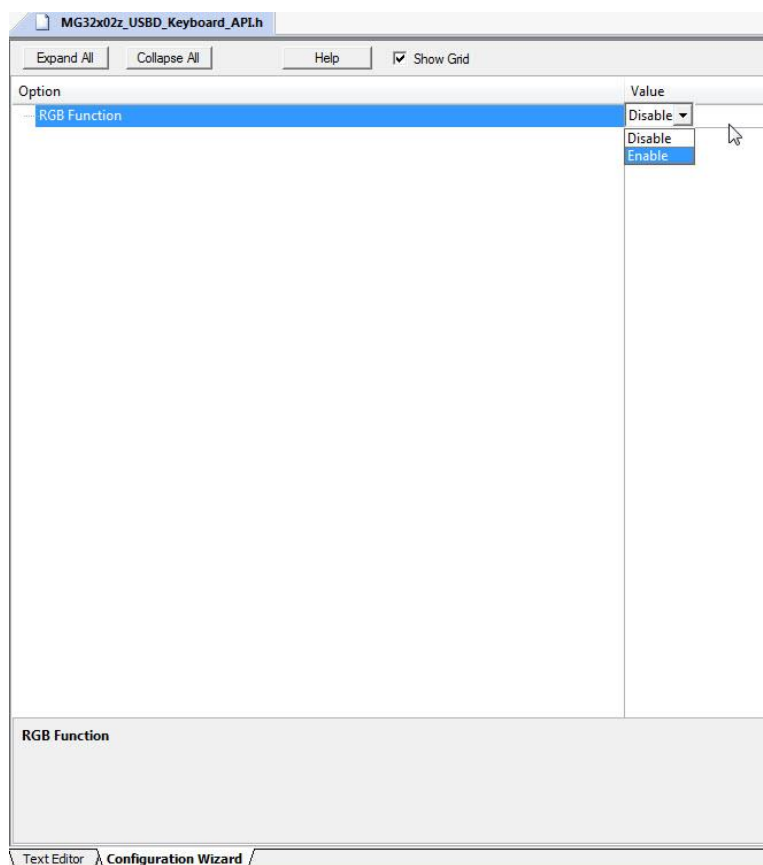 MG32x02z_USBD_Keyboard_API.h
Expand All Collapse All Help Show Grid
Option Value
RGB Function Disable
Disable
Enable
RGB Function
Text Editor Configuration Wizard